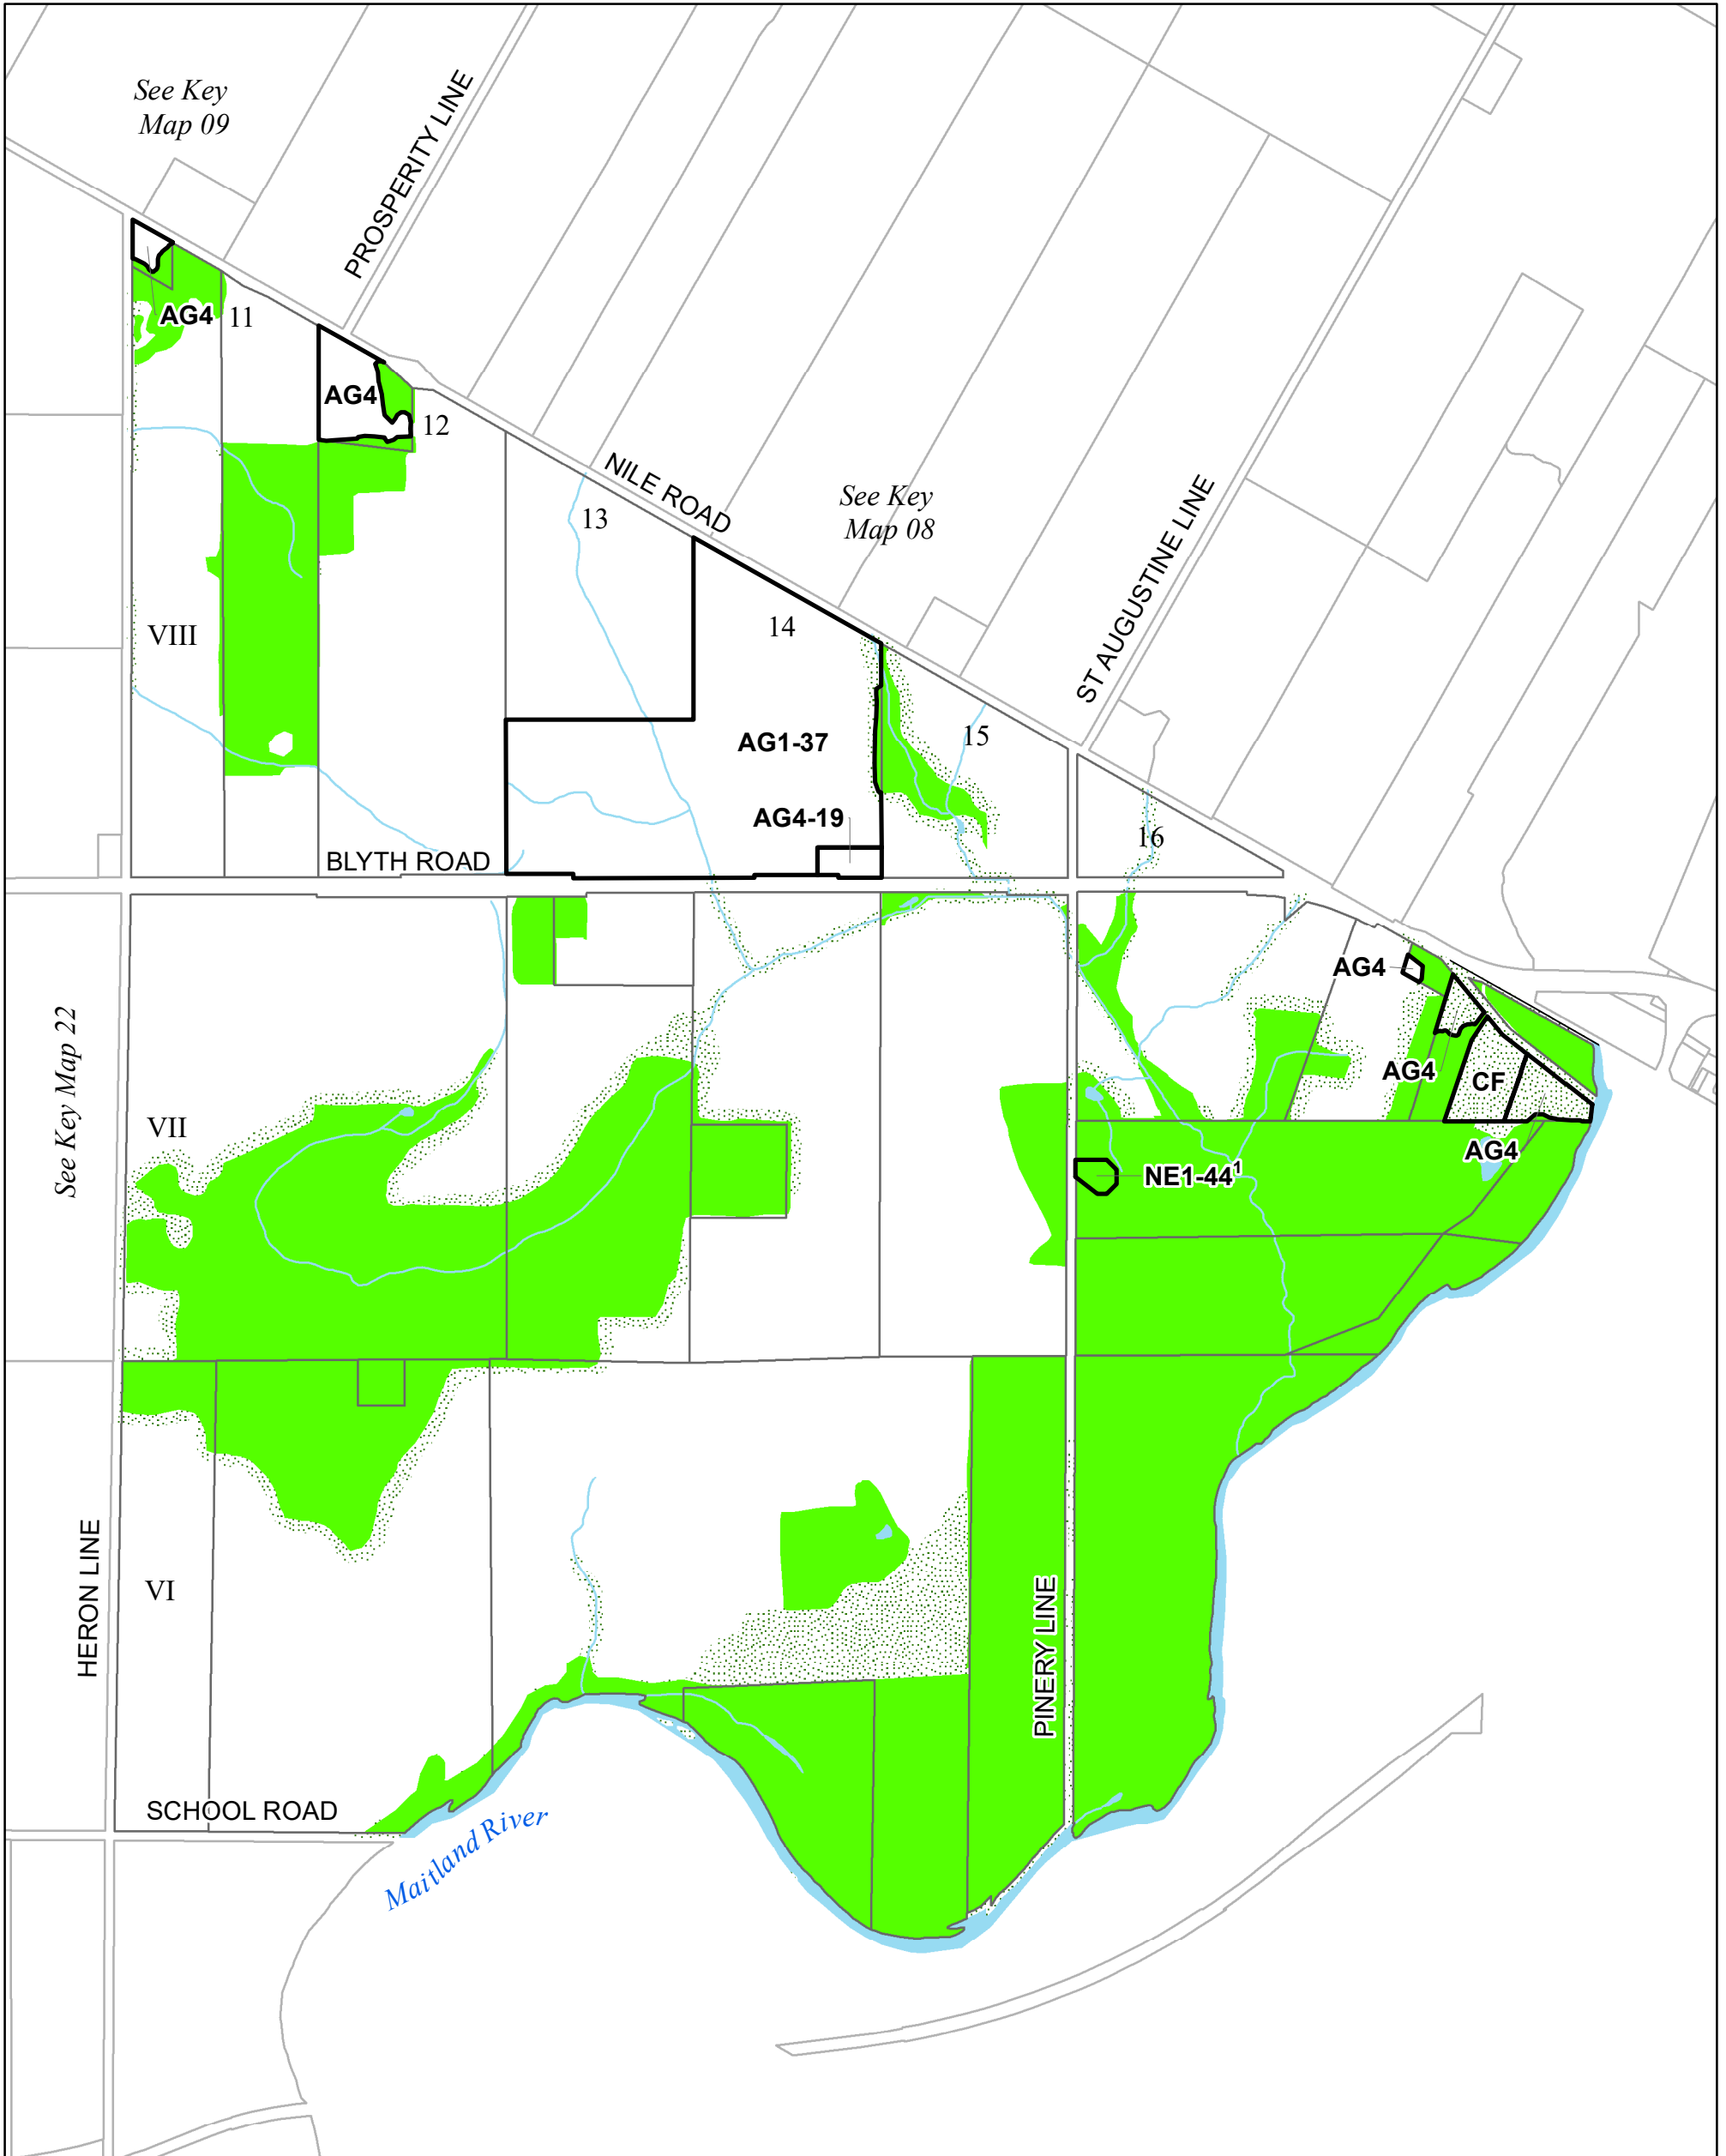 See Key
Map 09
PROSPERITY LINE
AG4
11
AG4
12
NILE ROAD
13
See Key
Map 08
ST AUGUSTINE LINE
14
VIII
15
AG1-37
AG4-19
16
BLYTH ROAD
AG4
See Key Map 22
AG4
CF
VII
AG4
NE1-44¹
HERON LINE
VI
PINERY LINE
SCHOOL ROAD
Maitland River